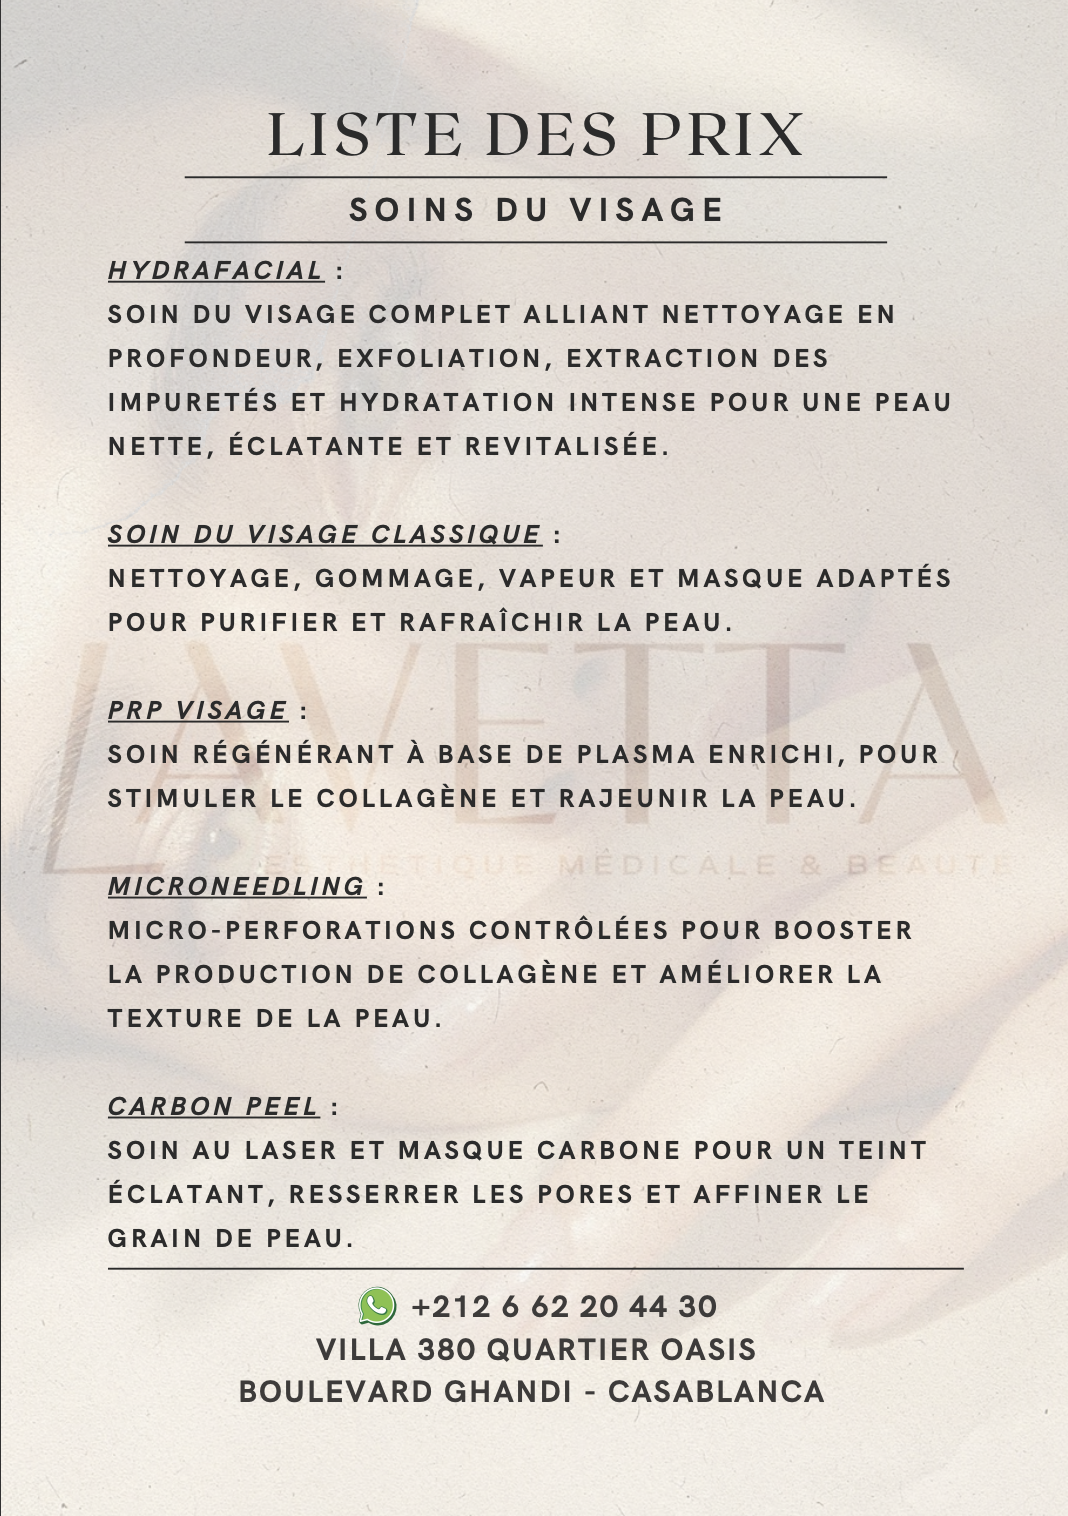 LISTE DES PRIX
SOINS DU VISAGE
HYDRAFACIAL :
SOIN DU VISAGE COMPLET ALLIANT NETTOYAGE EN
PROFONDEUR, EXFOLIATION, EXTRACTION DES
IMPURETÉS ET HYDRATATION INTENSE POUR UNE PEAU
NETTE, ÉCLATANTE ET REVITALISÉE.
SOIN DU VISAGE CLASSIQUE :
NETTOYAGE, GOMMAGE, VAPEUR ET MASQUE ADAPTÉS
POUR PURIFIER ET RAFRAÎCHIR LA PEAU.
LAVETTA
PRP VISAGE :
SOIN RÉGÉNÉRANT À BASE DE PLASMA ENRICHI, POUR
STIMULER LE COLLAGÈNE ET RAJEUNIR LA PEAU.
ESTHÉTIQUE MÉDICALE & BEAUTÉ
MICRONEEDLING :
MICRO-PERFORATIONS CONTRÔLÉES POUR BOOSTER
LA PRODUCTION DE COLLAGÈNE ET AMÉLIORER LA
TEXTURE DE LA PEAU.
CARBON PEEL :
SOIN AU LASER ET MASQUE CARBONE POUR UN TEINT
ÉCLATANT, RESSERRER LES PORES ET AFFINER LE
GRAIN DE PEAU.
+212 6 62 20 44 30
VILLA 380 QUARTIER OASIS
BOULEVARD GHANDI - CASABLANCA